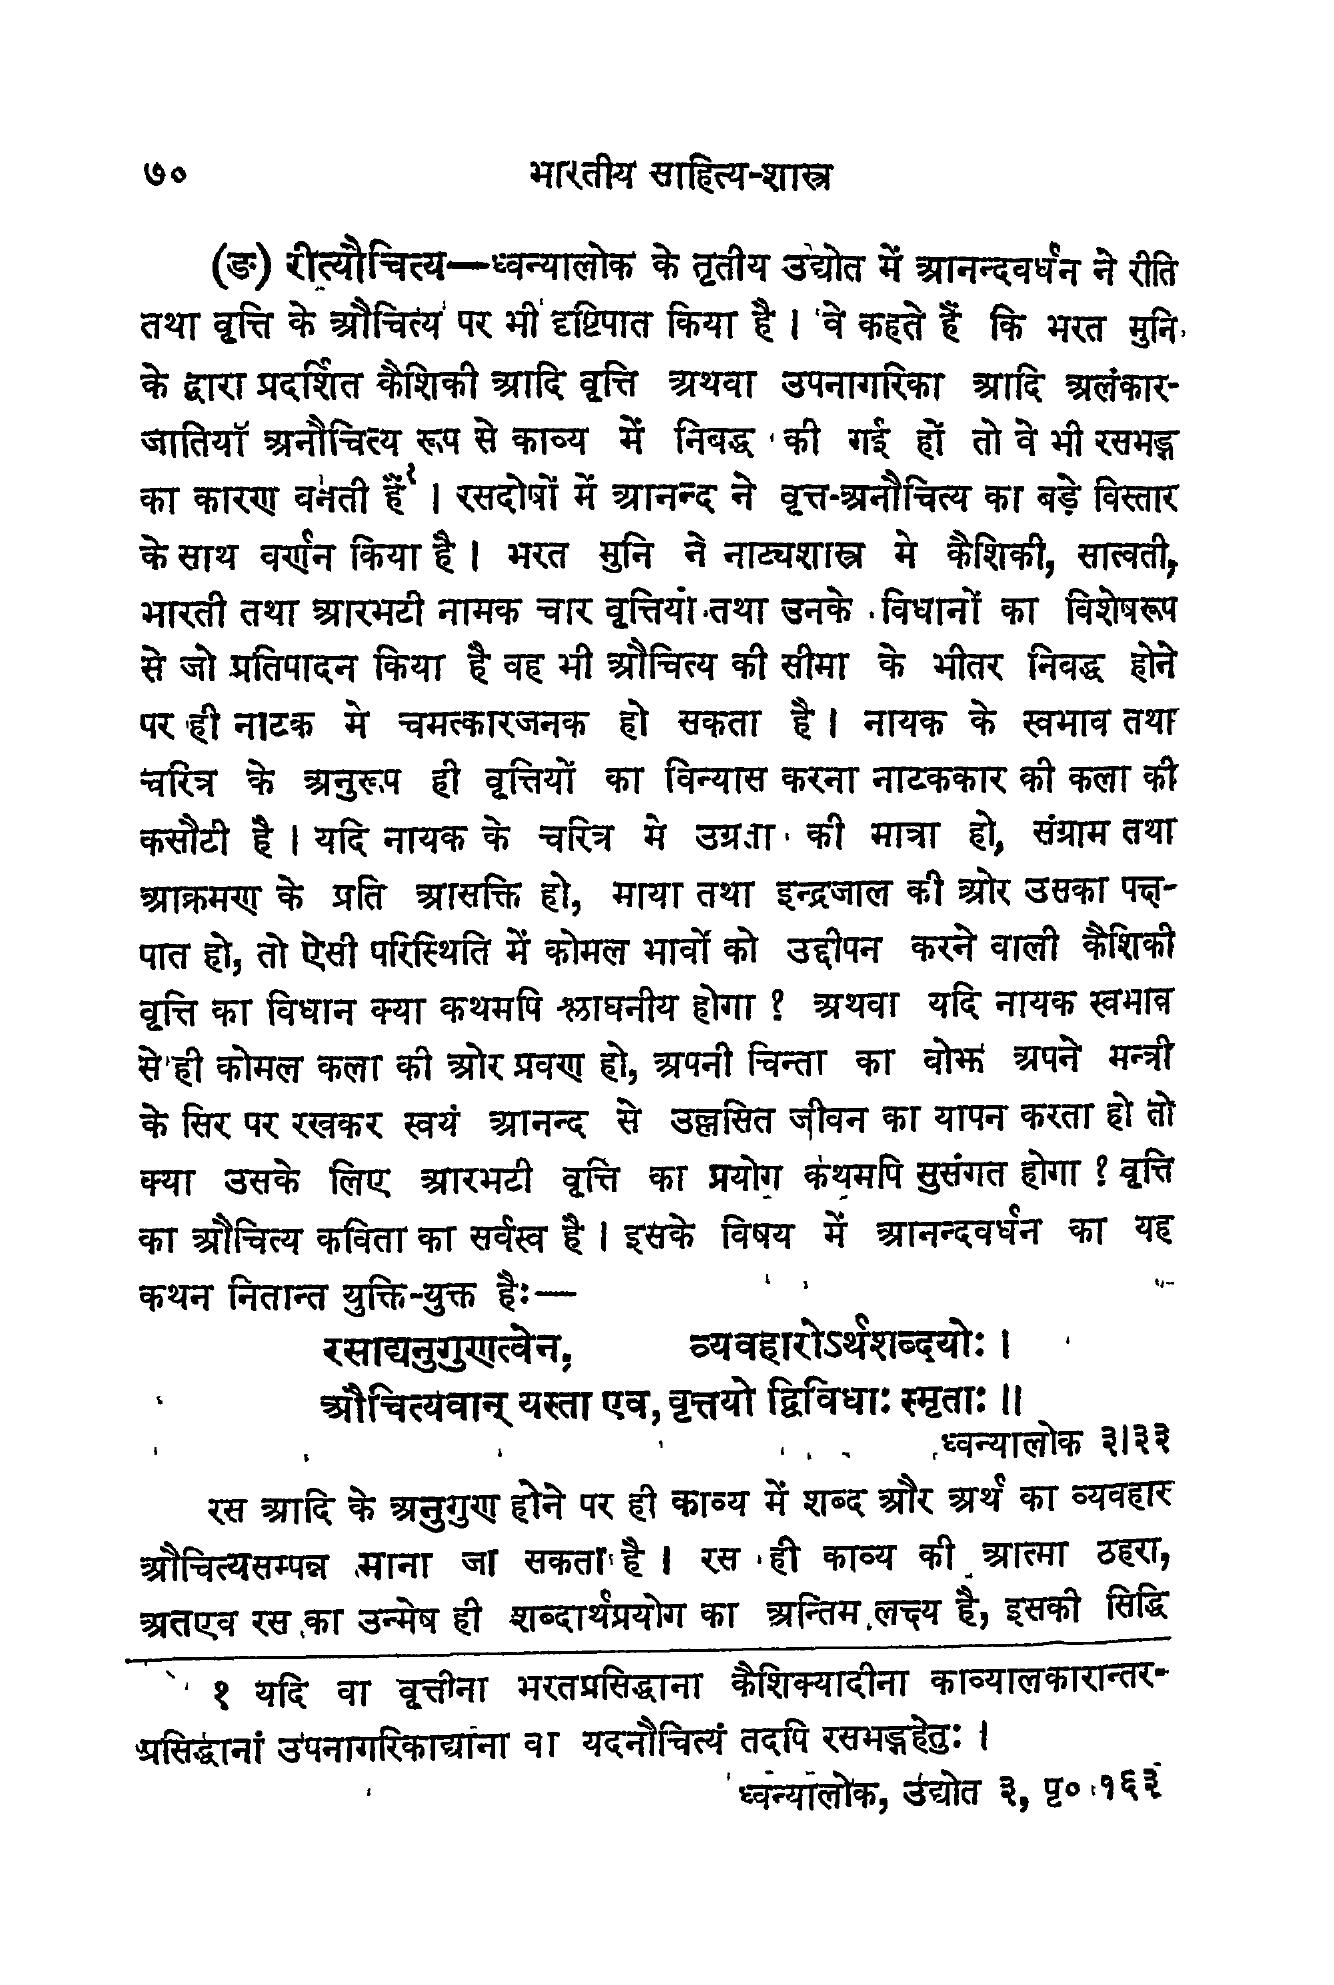 ७० भारतीय साहित्य-शास्त्र
(ङ) रीत्यौचित्य—ध्वन्यालोक के तृतीय उद्योत में आनन्दवर्धन ने रीति
तथा वृत्ति के औचित्य पर भी दृष्टिपात किया है। वे कहते हैं कि भरत मुनि
के द्वारा प्रदर्शित कैशिकी आदि वृत्ति अथवा उपनागरिका आदि अलंकार-
जातियाँ अनौचित्य रूप से काव्य में निबद्ध की गई हों तो वे भी रसभङ्ग
का कारण बनती हैं१ । रसदोषों में आनन्द ने वृत्त-अनौचित्य का बड़े विस्तार
के साथ वर्णन किया है। भरत मुनि ने नाट्यशास्त्र मे कैशिकी, सात्वती,
भारती तथा आरभटी नामक चार वृत्तियों तथा उनके विधानों का विशेषरूप
से जो प्रतिपादन किया है वह भी औचित्य की सीमा के भीतर निबद्ध होने
पर ही नाटक मे चमत्कारजनक हो सकता है। नायक के स्वभाव तथा
चरित्र के अनुरूप ही वृत्तियों का विन्यास करना नाटककार की कला की
कसौटी है। यदि नायक के चरित्र मे उग्रता की मात्रा हो, संग्राम तथा
आक्रमण के प्रति आसक्ति हो, माया तथा इन्द्रजाल की ओर उसका पक्ष-
पात हो, तो ऐसी परिस्थिति में कोमल भावों को उद्दीपन करने वाली कैशिकी
वृत्ति का विधान क्या कथमपि श्लाघनीय होगा ? अथवा यदि नायक स्वभाव
से ही कोमल कला की ओर प्रवण हो, अपनी चिन्ता का बोझ अपने मन्त्री
के सिर पर रखकर स्वयं आनन्द से उल्लसित जीवन का यापन करता हो तो
क्या उसके लिए आरभटी वृत्ति का प्रयोग कथमपि सुसंगत होगा ? वृत्ति
का औचित्य कविता का सर्वस्व है। इसके विषय में आनन्दवर्धन का यह
कथन नितान्त युक्ति-युक्त हैः—
रसाद्यनुगुणत्वेन, व्यवहारोऽर्थशब्दयोः ।
औचित्यवान् यस्ता एव, वृत्तयो द्विविधाः स्मृताः ॥
ध्वन्यालोक ३।३३
रस आदि के अनुगुण होने पर ही काव्य में शब्द और अर्थ का व्यवहार
औचित्यसम्पन्न माना जा सकता है। रस ही काव्य की आत्मा ठहरा,
अतएव रस का उन्मेष ही शब्दार्थप्रयोग का अन्तिम लक्ष्य है, इसकी सिद्धि
१ यदि वा वृत्तीना भरतप्रसिद्धाना कैशिक्यादीना काव्यालकारान्तर-
प्रसिद्धानां उपनागरिकाद्याना वा यदनौचित्यं तदपि रसभङ्गहेतुः ।
ध्वन्यालोक, उद्योत ३, पृ० १६३